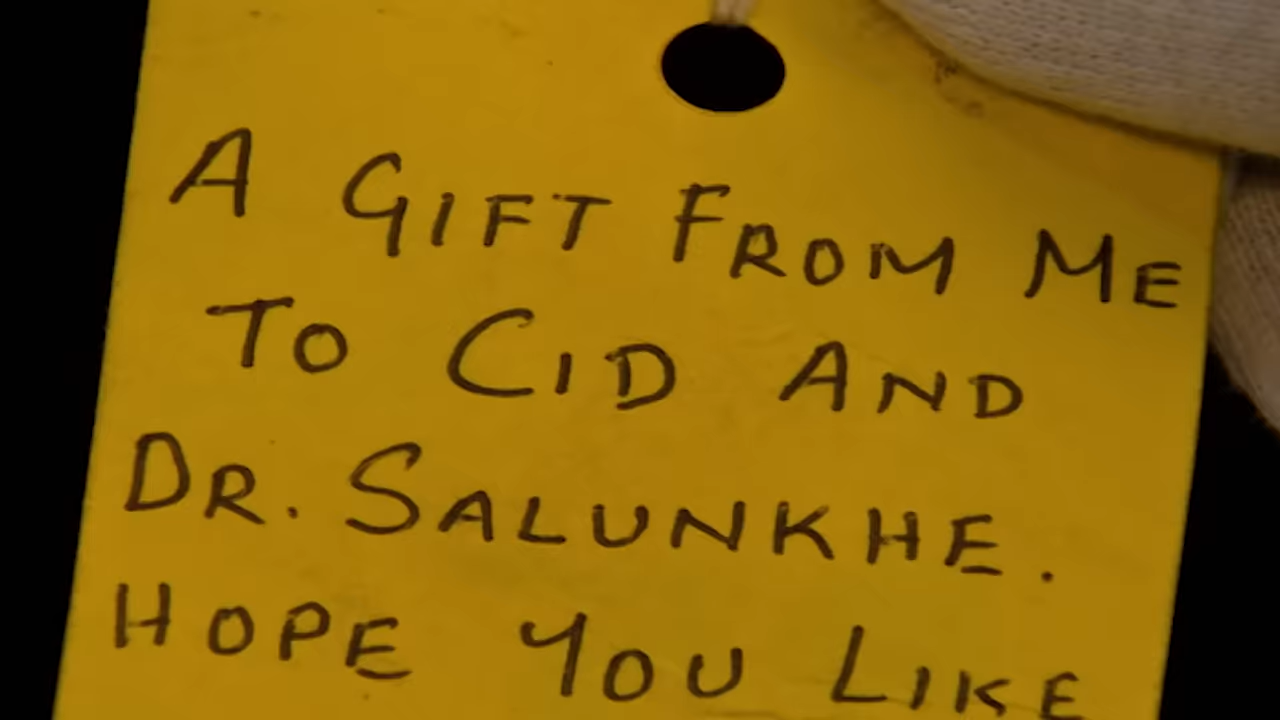 A GIFT FROM ME
TO CID AND
DR. SALUNKHE.
HOPE YOU LIKE